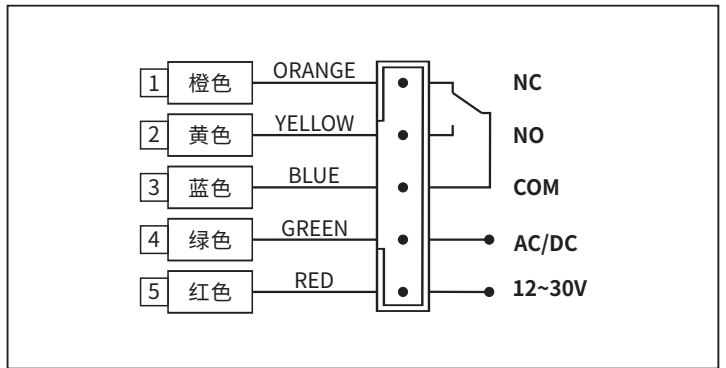 1 橙色 ORANGE NC
2 黄色 YELLOW NO
3 蓝色 BLUE COM
4 绿色 GREEN AC/DC
5 红色 RED 12~30V